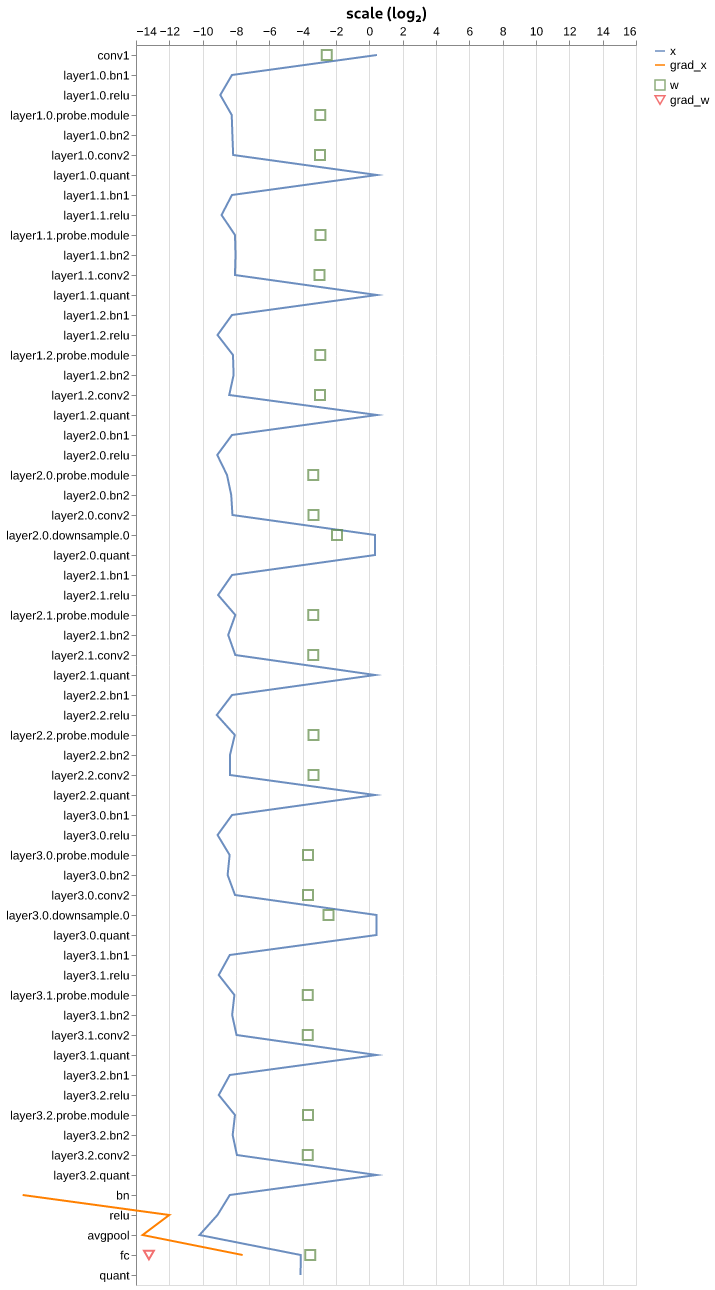 scale (log₂)
−14 −12 −10 −8 −6 −4 −2 0 2 4 6 8 10 12 14 16
x
grad_x
w
grad_w
conv1
layer1.0.bn1
layer1.0.relu
layer1.0.probe.module
layer1.0.bn2
layer1.0.conv2
layer1.0.quant
layer1.1.bn1
layer1.1.relu
layer1.1.probe.module
layer1.1.bn2
layer1.1.conv2
layer1.1.quant
layer1.2.bn1
layer1.2.relu
layer1.2.probe.module
layer1.2.bn2
layer1.2.conv2
layer1.2.quant
layer2.0.bn1
layer2.0.relu
layer2.0.probe.module
layer2.0.bn2
layer2.0.conv2
layer2.0.downsample.0
layer2.0.quant
layer2.1.bn1
layer2.1.relu
layer2.1.probe.module
layer2.1.bn2
layer2.1.conv2
layer2.1.quant
layer2.2.bn1
layer2.2.relu
layer2.2.probe.module
layer2.2.bn2
layer2.2.conv2
layer2.2.quant
layer3.0.bn1
layer3.0.relu
layer3.0.probe.module
layer3.0.bn2
layer3.0.conv2
layer3.0.downsample.0
layer3.0.quant
layer3.1.bn1
layer3.1.relu
layer3.1.probe.module
layer3.1.bn2
layer3.1.conv2
layer3.1.quant
layer3.2.bn1
layer3.2.relu
layer3.2.probe.module
layer3.2.bn2
layer3.2.conv2
layer3.2.quant
bn
relu
avgpool
fc
quant